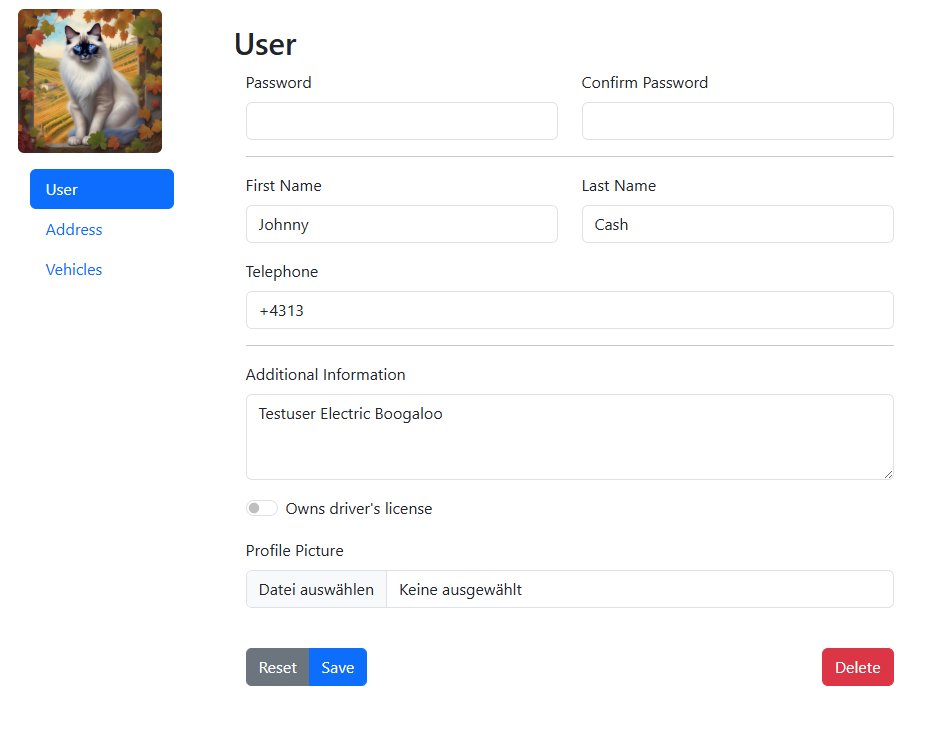 User
Address
Vehicles
User
Password
Confirm Password
First Name
Last Name
Johnny
Cash
Telephone
+4313
Additional Information
Testuser Electric Boogaloo
Owns driver's license
Profile Picture
Datei auswählen Keine ausgewählt
Reset Save Delete